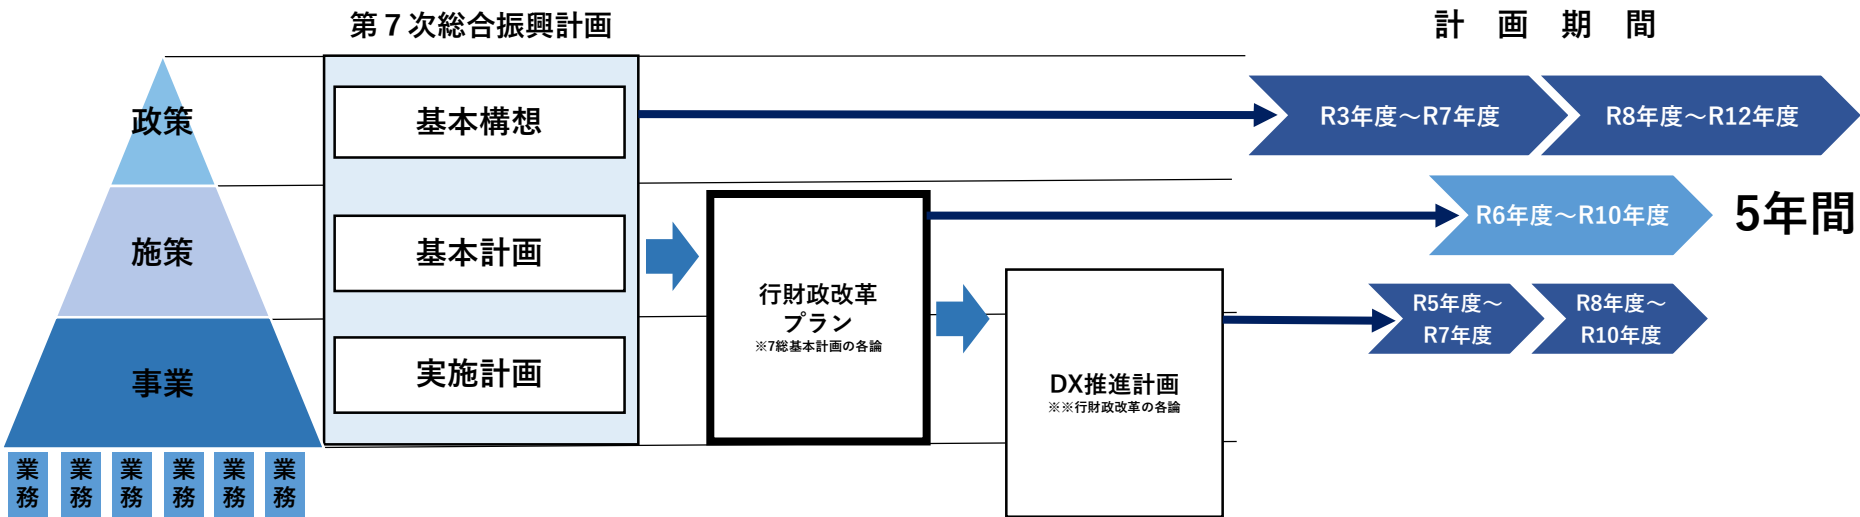 第７次総合振興計画
計　画　期　間
政策
基本構想
R3年度～R7年度
R8年度～R12年度
施策
基本計画
R6年度～R10年度
5年間
行財政改革
プラン
※7総基本計画の各論
R5年度～
R7年度
R8年度～
R10年度
事業
実施計画
DX推進計画
※※行財政改革の各論
業務
業務
業務
業務
業務
業務